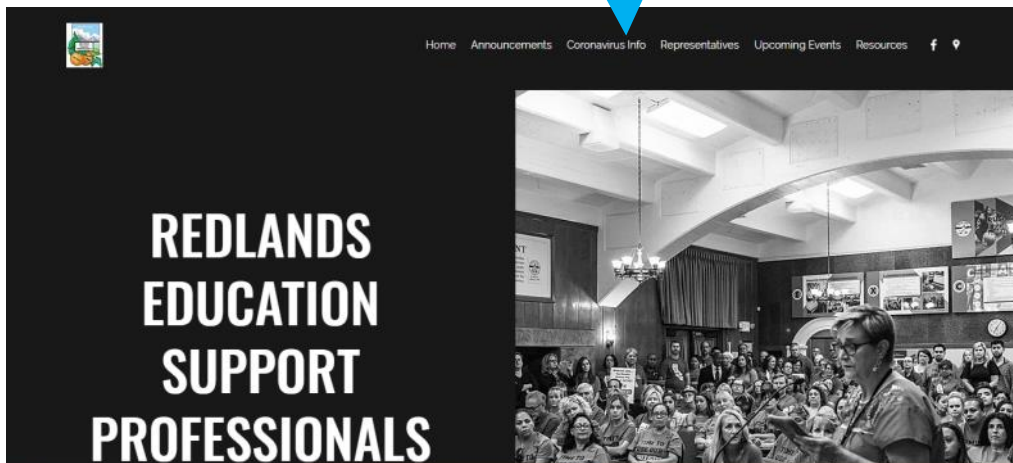 Home Announcements Coronavirus Info Representatives Upcoming Events Resources
REDLANDS
EDUCATION
SUPPORT
PROFESSIONALS